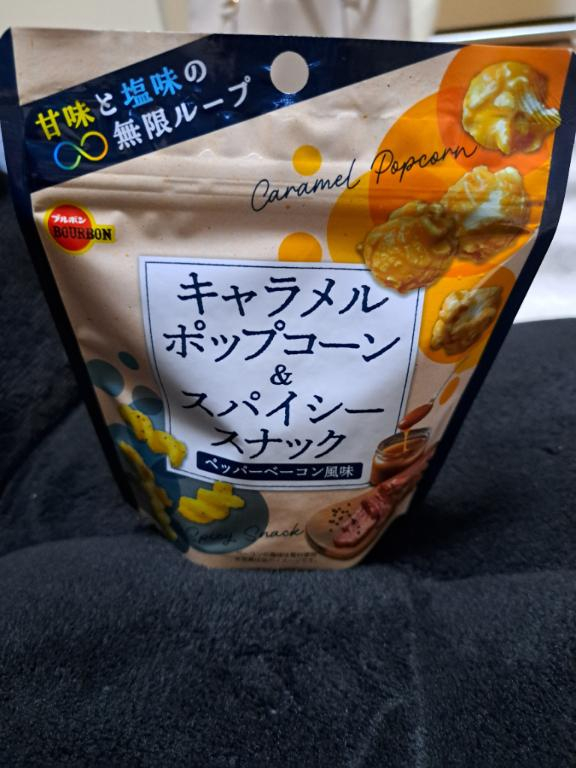 甘味と塩味の
∞無限ループ
Caramel Popcorn
ブルボン
BOURBON
キャラメル
ポップコーン
&
スパイシー
スナック
ペッパーベーコン風味
Spicy Snack